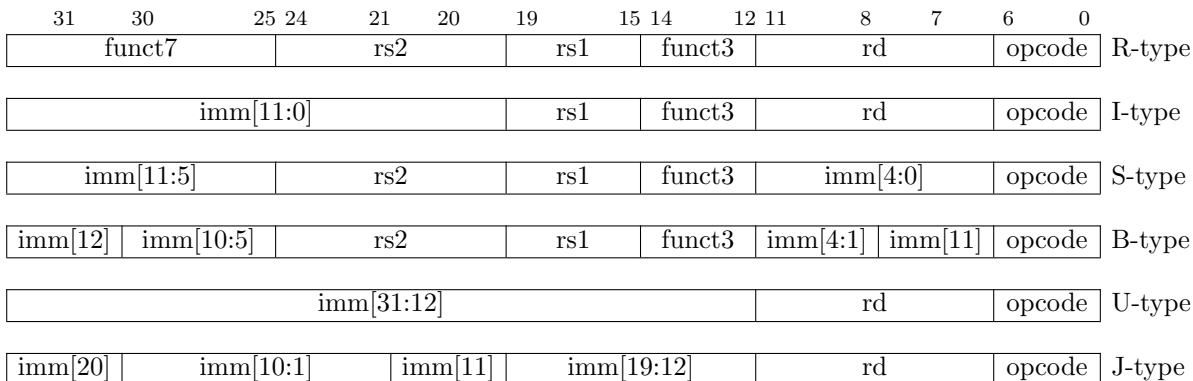 31 30 25 24 21 20 19 15 14 12 11 8 7 6 0
funct7 rs2 rs1 funct3 rd opcode R-type
imm[11:0] rs1 funct3 rd opcode I-type
imm[11:5] rs2 rs1 funct3 imm[4:0] opcode S-type
imm[12] imm[10:5] rs2 rs1 funct3 imm[4:1] imm[11] opcode B-type
imm[31:12] rd opcode U-type
imm[20] imm[10:1] imm[11] imm[19:12] rd opcode J-type